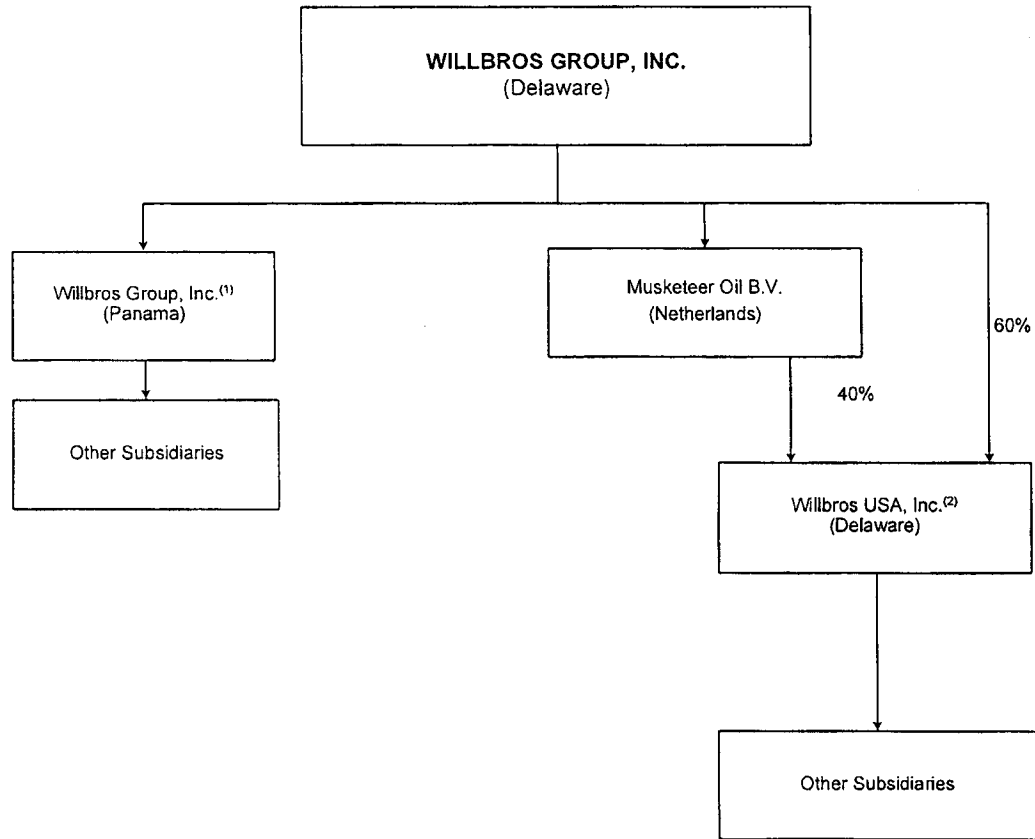 WILLBROS GROUP, INC.
(Delaware)
Willbros Group, Inc.(1)
(Panama)
Musketeer Oil B.V.
(Netherlands)
60%
40%
Other Subsidiaries
Willbros USA, Inc.(2)
(Delaware)
Other Subsidiaries